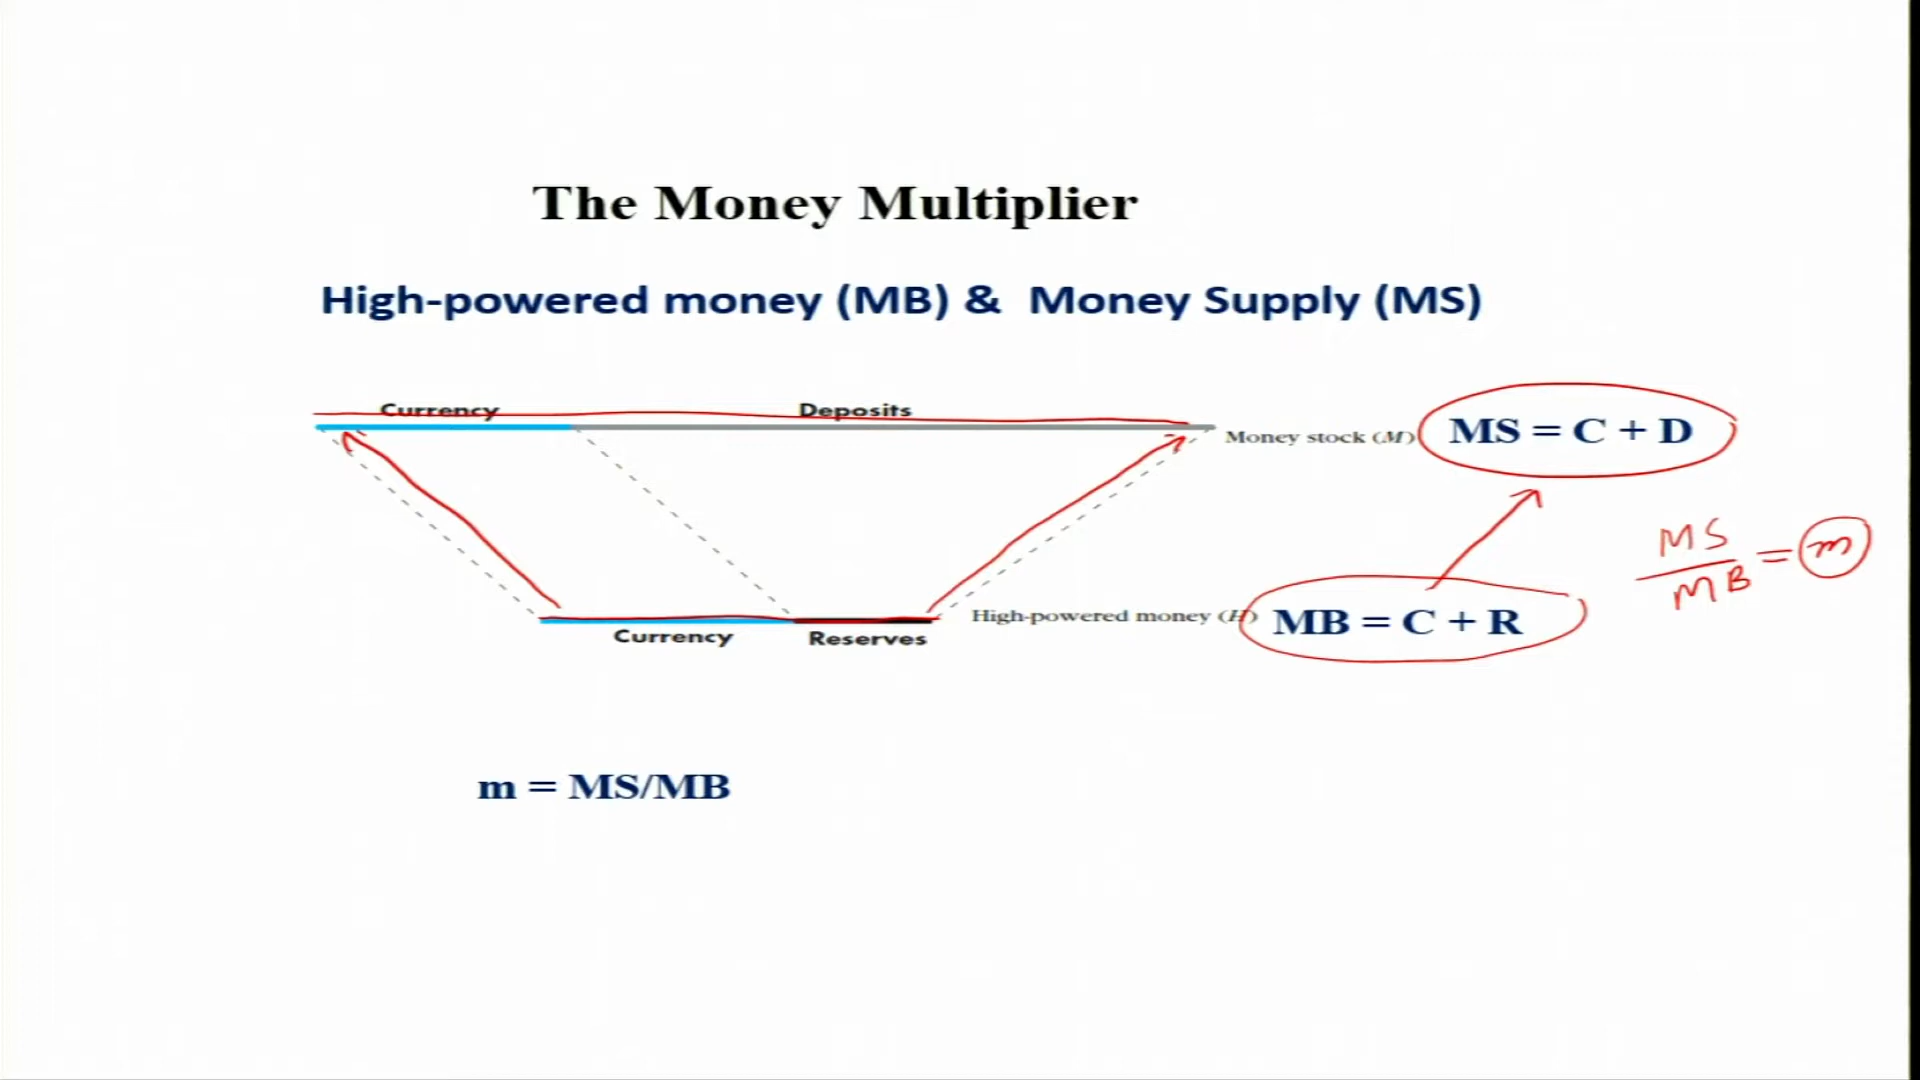 The Money Multiplier
High-powered money (MB) & Money Supply (MS)
Currency Deposits
Money stock (M) MS = C + D
MS
MB = m
High-powered money (H) MB = C + R
Currency Reserves
m = MS/MB